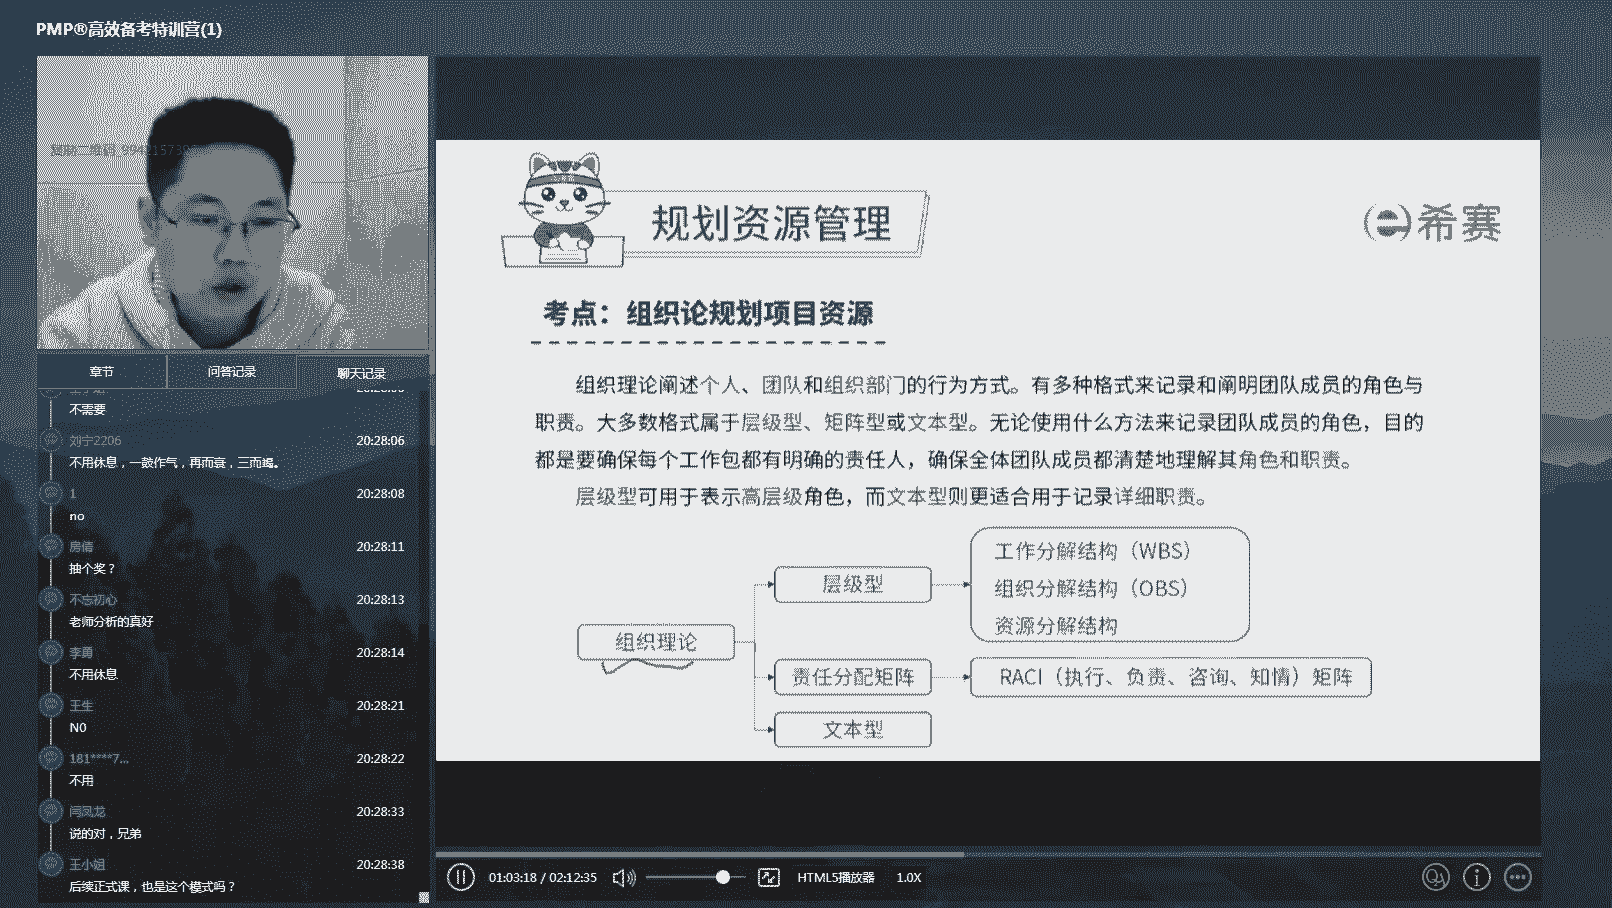 PMP®高效备考特训营(1)
章节
问答记录
聊天记录
不需要
刘宁2206
20:28:06
不用休息，一鼓作气，再而衰，三而竭。
1
20:28:08
no
房倩
20:28:11
抽个奖？
不忘初心
20:28:13
老师分析的真好
李勇
20:28:14
不用休息
王生
20:28:21
NO
181****7...
20:28:22
不用
闫凤龙
20:28:33
说的对，兄弟
王小姐
20:28:38
后续正式课，也是这个模式吗？
规划资源管理
希赛
考点：组织论规划项目资源
组织理论阐述个人、团队和组织部门的行为方式。有多种格式来记录和阐明团队成员的角色与
职责。大多数格式属于层级型、矩阵型或文本型。无论使用什么方法来记录团队成员的角色，目的
都是要确保每个工作包都有明确的责任人，确保全体团队成员都清楚地理解其角色和职责。
层级型可用于表示高层级角色，而文本型则更适合用于记录详细职责。
组织理论
层级型
工作分解结构（WBS）
组织分解结构（OBS）
资源分解结构
责任分配矩阵
RACI（执行、负责、咨询、知情）矩阵
文本型
01:03:18 / 02:12:35
HTML5播放器
1.0X